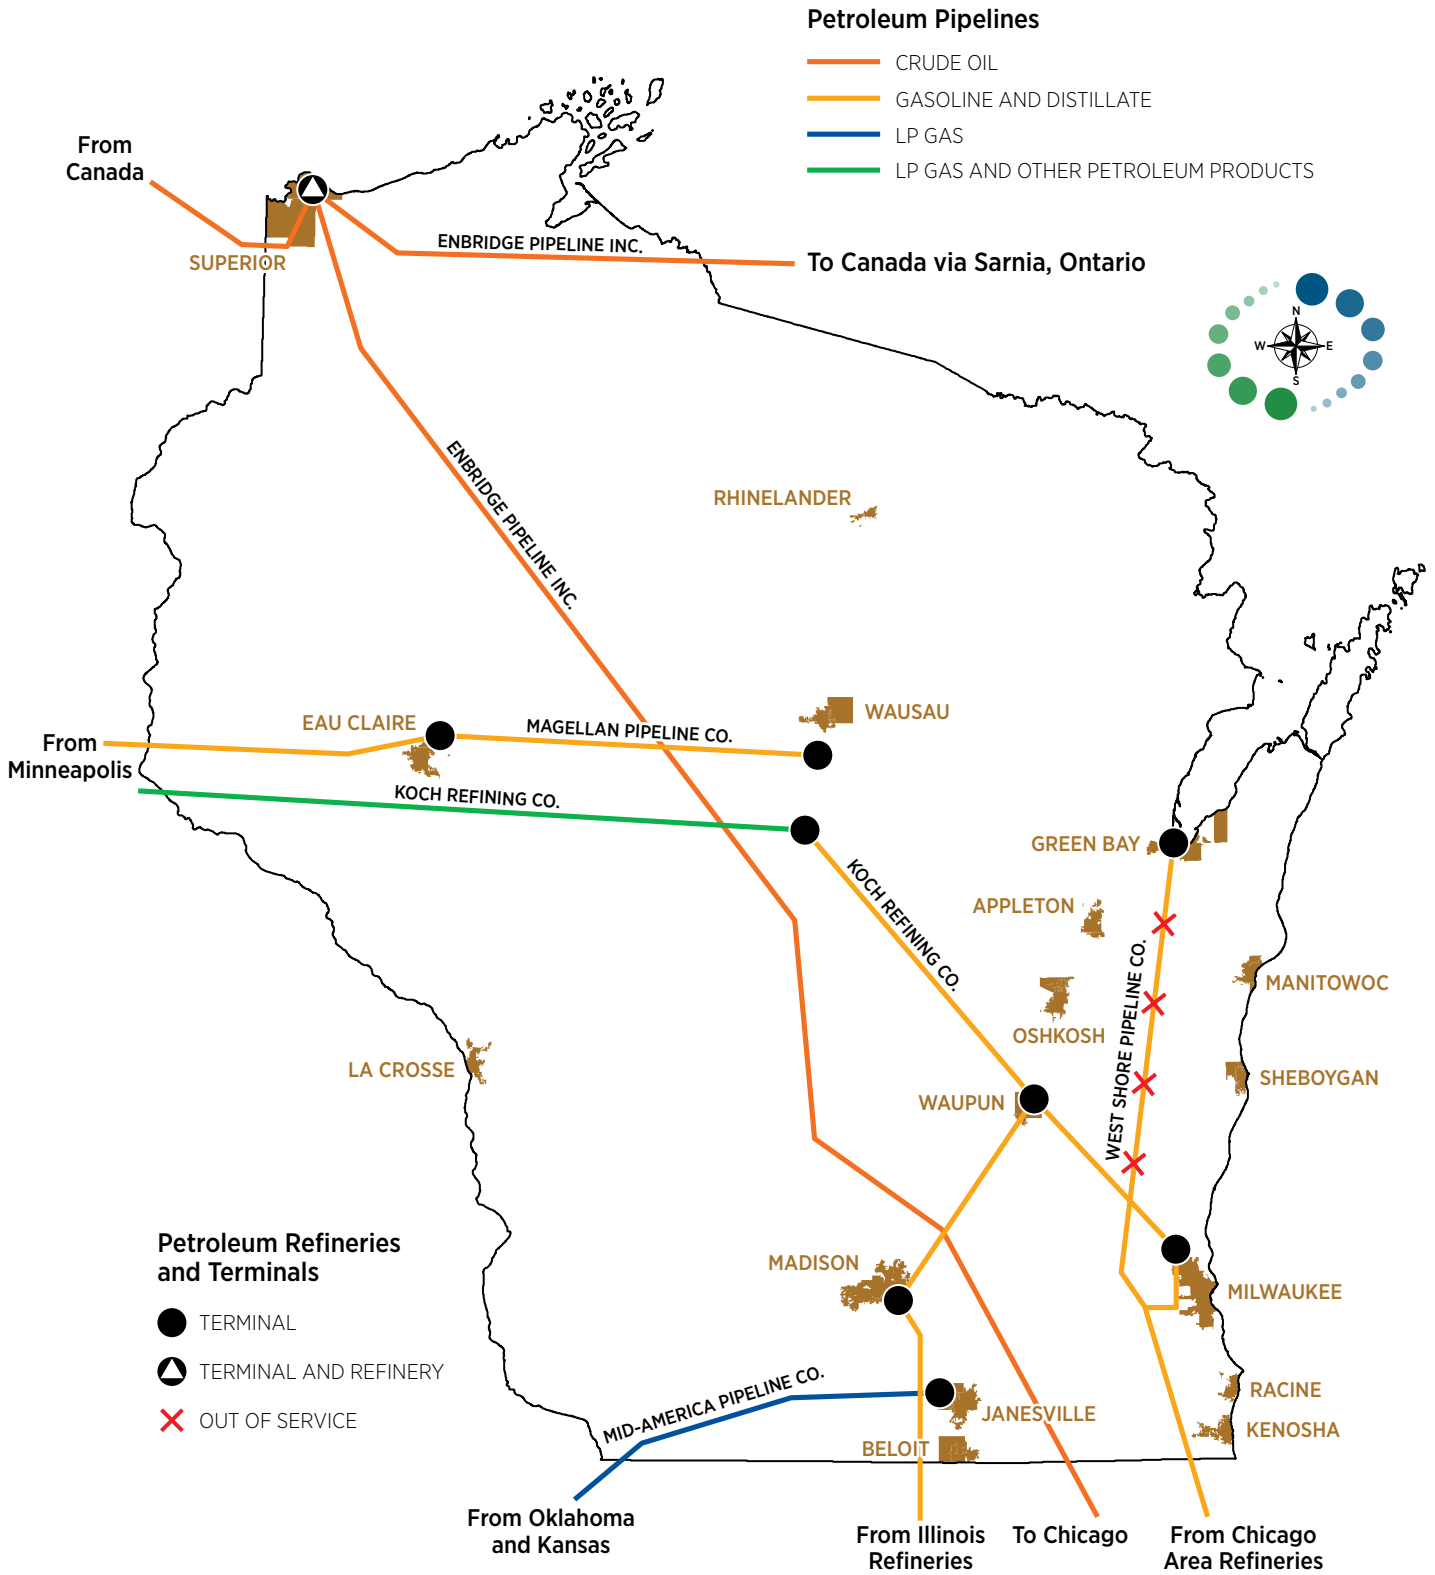 Petroleum Pipelines
CRUDE OIL
GASOLINE AND DISTILLATE
LP GAS
LP GAS AND OTHER PETROLEUM PRODUCTS
From
Canada
SUPERIOR
ENBRIDGE PIPELINE INC.
To Canada via Sarnia, Ontario
N
W
E
S
ENBRIDGE PIPELINE INC.
RHINELANDER
EAU CLAIRE
MAGELLAN PIPELINE CO.
WAUSAU
From
Minneapolis
KOCH REFINING CO.
GREEN BAY
KOCH REFINING CO.
APPLETON
WEST SHORE PIPELINE CO.
MANITOWOC
OSHKOSH
LA CROSSE
SHEBOYGAN
WAUPUN
Petroleum Refineries
and Terminals
TERMINAL
TERMINAL AND REFINERY
OUT OF SERVICE
MADISON
MILWAUKEE
MID-AMERICA PIPELINE CO.
RACINE
JANESVILLE
KENOSHA
BELOIT
From Oklahoma
and Kansas
From Illinois
Refineries
To Chicago
From Chicago
Area Refineries